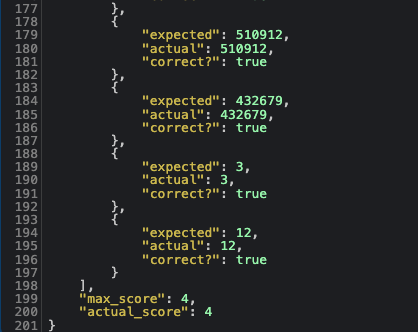 177 },
178 {
179 "expected": 510912,
180 "actual": 510912,
181 "correct?": true
182 },
183 {
184 "expected": 432679,
185 "actual": 432679,
186 "correct?": true
187 },
188 {
189 "expected": 3,
190 "actual": 3,
191 "correct?": true
192 },
193 {
194 "expected": 12,
195 "actual": 12,
196 "correct?": true
197 }
198 ],
199 "max_score": 4,
200 "actual_score": 4
201 }